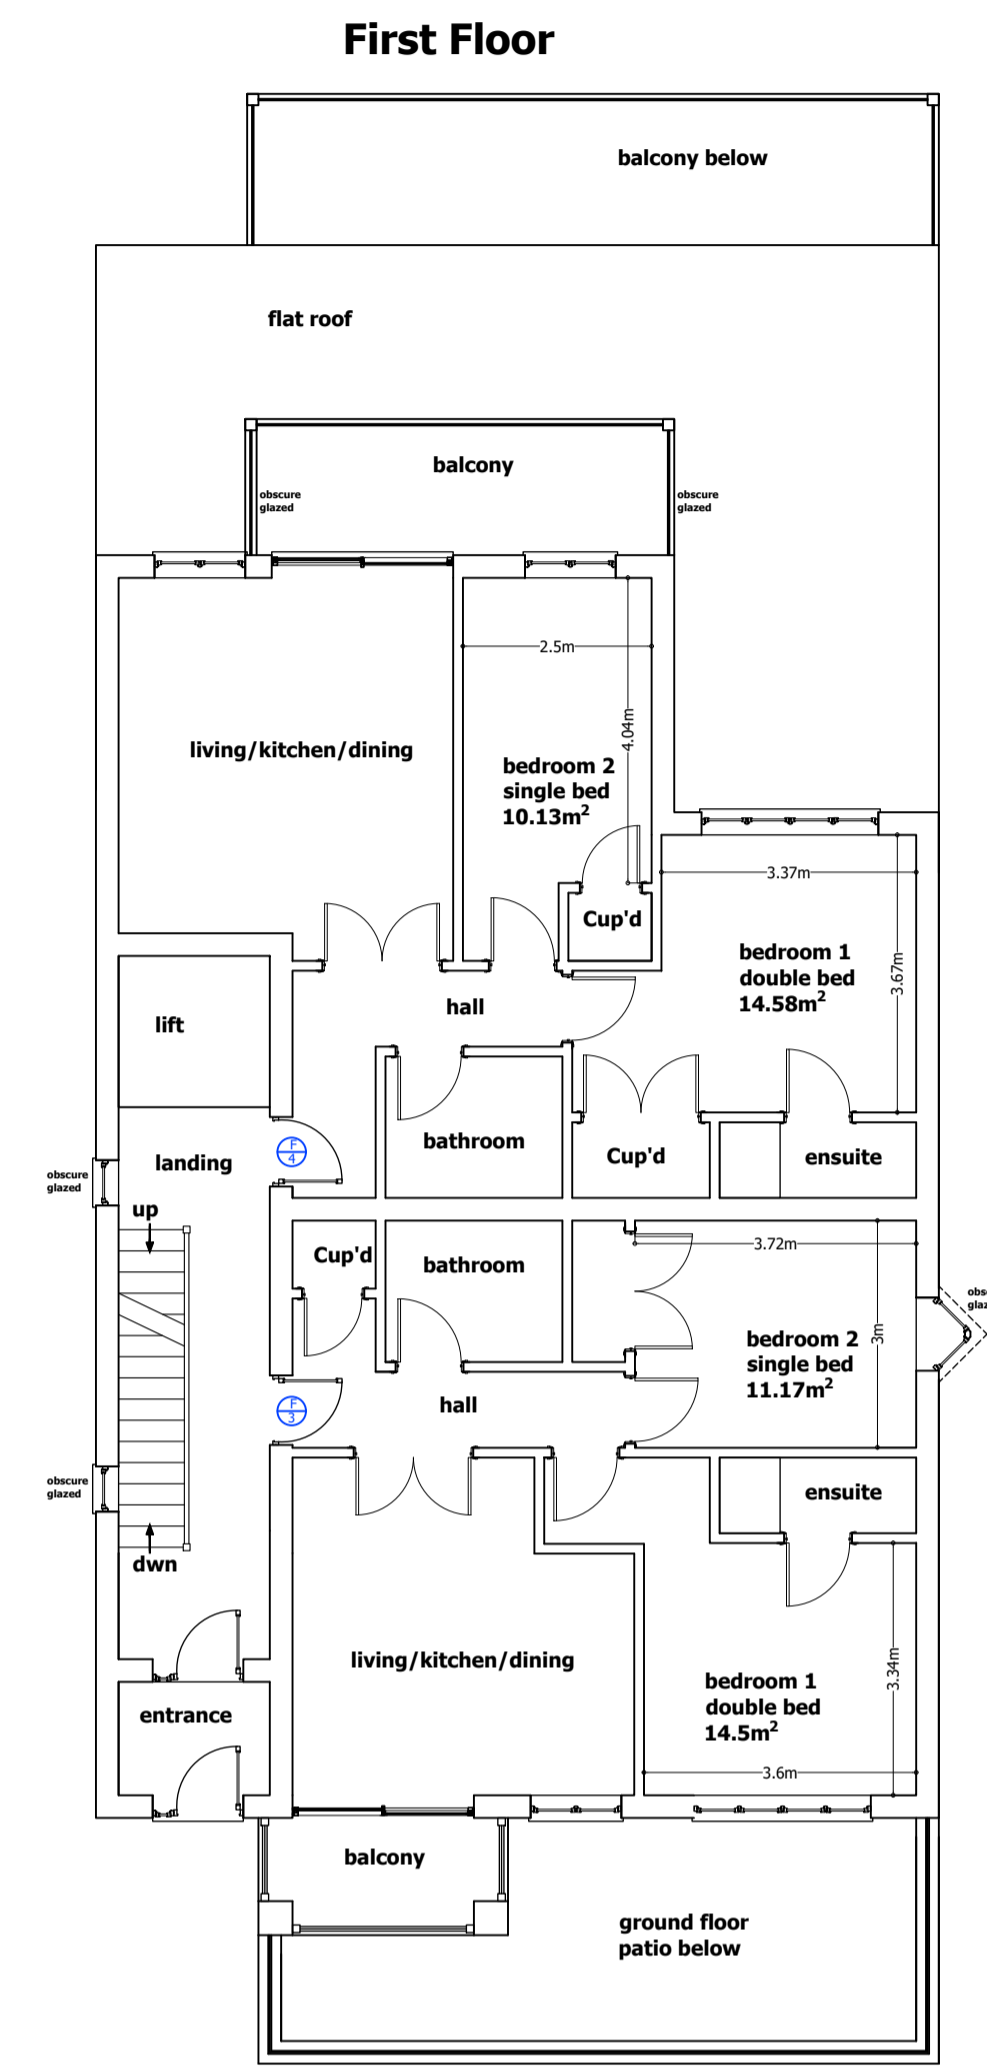 First Floor
balcony below
flat roof
balcony
obscure
glazed
obscure
glazed
2.5m
4.04m
living/kitchen/dining
bedroom 2
single bed
10.13m²
3.37m
Cup'd
bedroom 1
double bed
14.58m²
3.67m
hall
lift
bathroom
F
4
landing
Cup'd
ensuite
obscure
glazed
up
Cup'd
bathroom
3.72m
obs
glaz
3m
bedroom 2
single bed
11.17m²
F
3
hall
obscure
glazed
ensuite
dwn
living/kitchen/dining
3.34m
bedroom 1
double bed
14.5m²
entrance
3.6m
balcony
ground floor
patio below